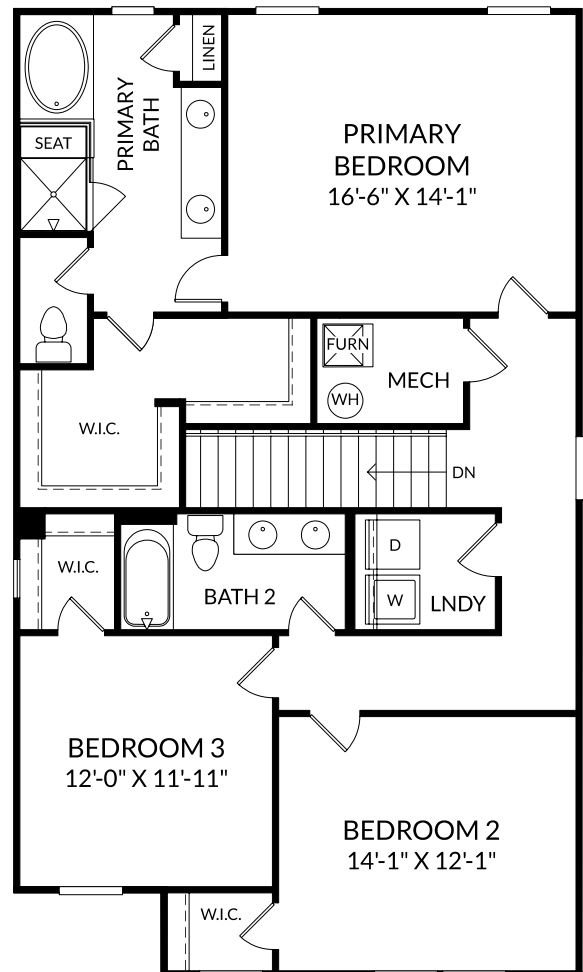 LINEN
PRIMARY
BATH
SEAT
PRIMARY
BEDROOM
16'-6" X 14'-1"
FURN
MECH
WH
W.I.C.
DN
D
W.I.C.
W
BATH 2
LNDY
BEDROOM 3
12'-0" X 11'-11"
BEDROOM 2
14'-1" X 12'-1"
W.I.C.